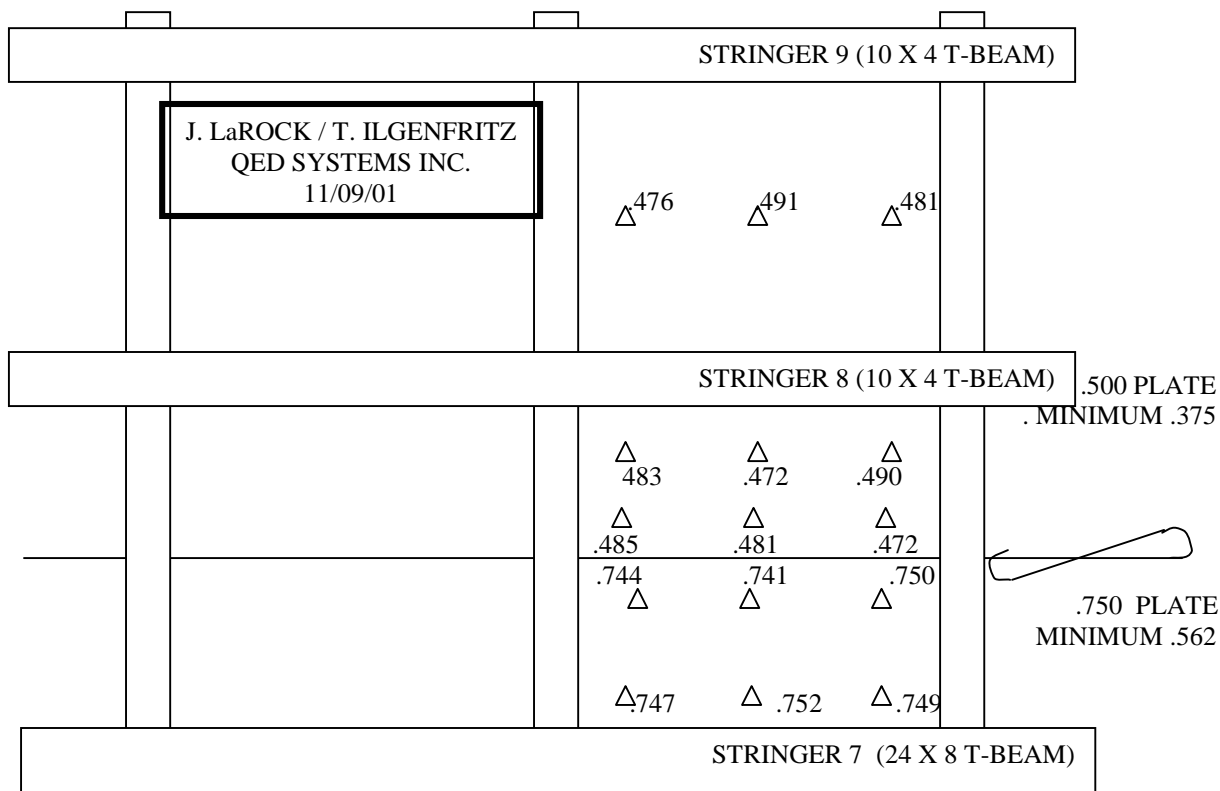 STRINGER 9 (10 X 4 T-BEAM)
J. LaROCK / T. ILGENFRITZ
QED SYSTEMS INC.
11/09/01
.476 .491 .481
STRINGER 8 (10 X 4 T-BEAM)
.500 PLATE
. MINIMUM .375
483 .472 .490
.485 .481 .472
.744 .741 .750
.750 PLATE
MINIMUM .562
.747 .752 .749
STRINGER 7 (24 X 8 T-BEAM)